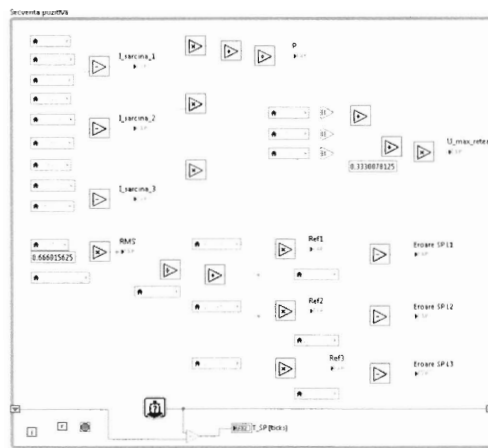 Secventa pozitiva
I_sarcina_1
P
I_sarcina_2
U_max_retea
0.3330078125
I_sarcina_3
RMS
0.666015625
Ref1
Eroare SP L1
Ref2
Eroare SP L2
Ref3
Eroare SP L3
T_SP [ticks]
i